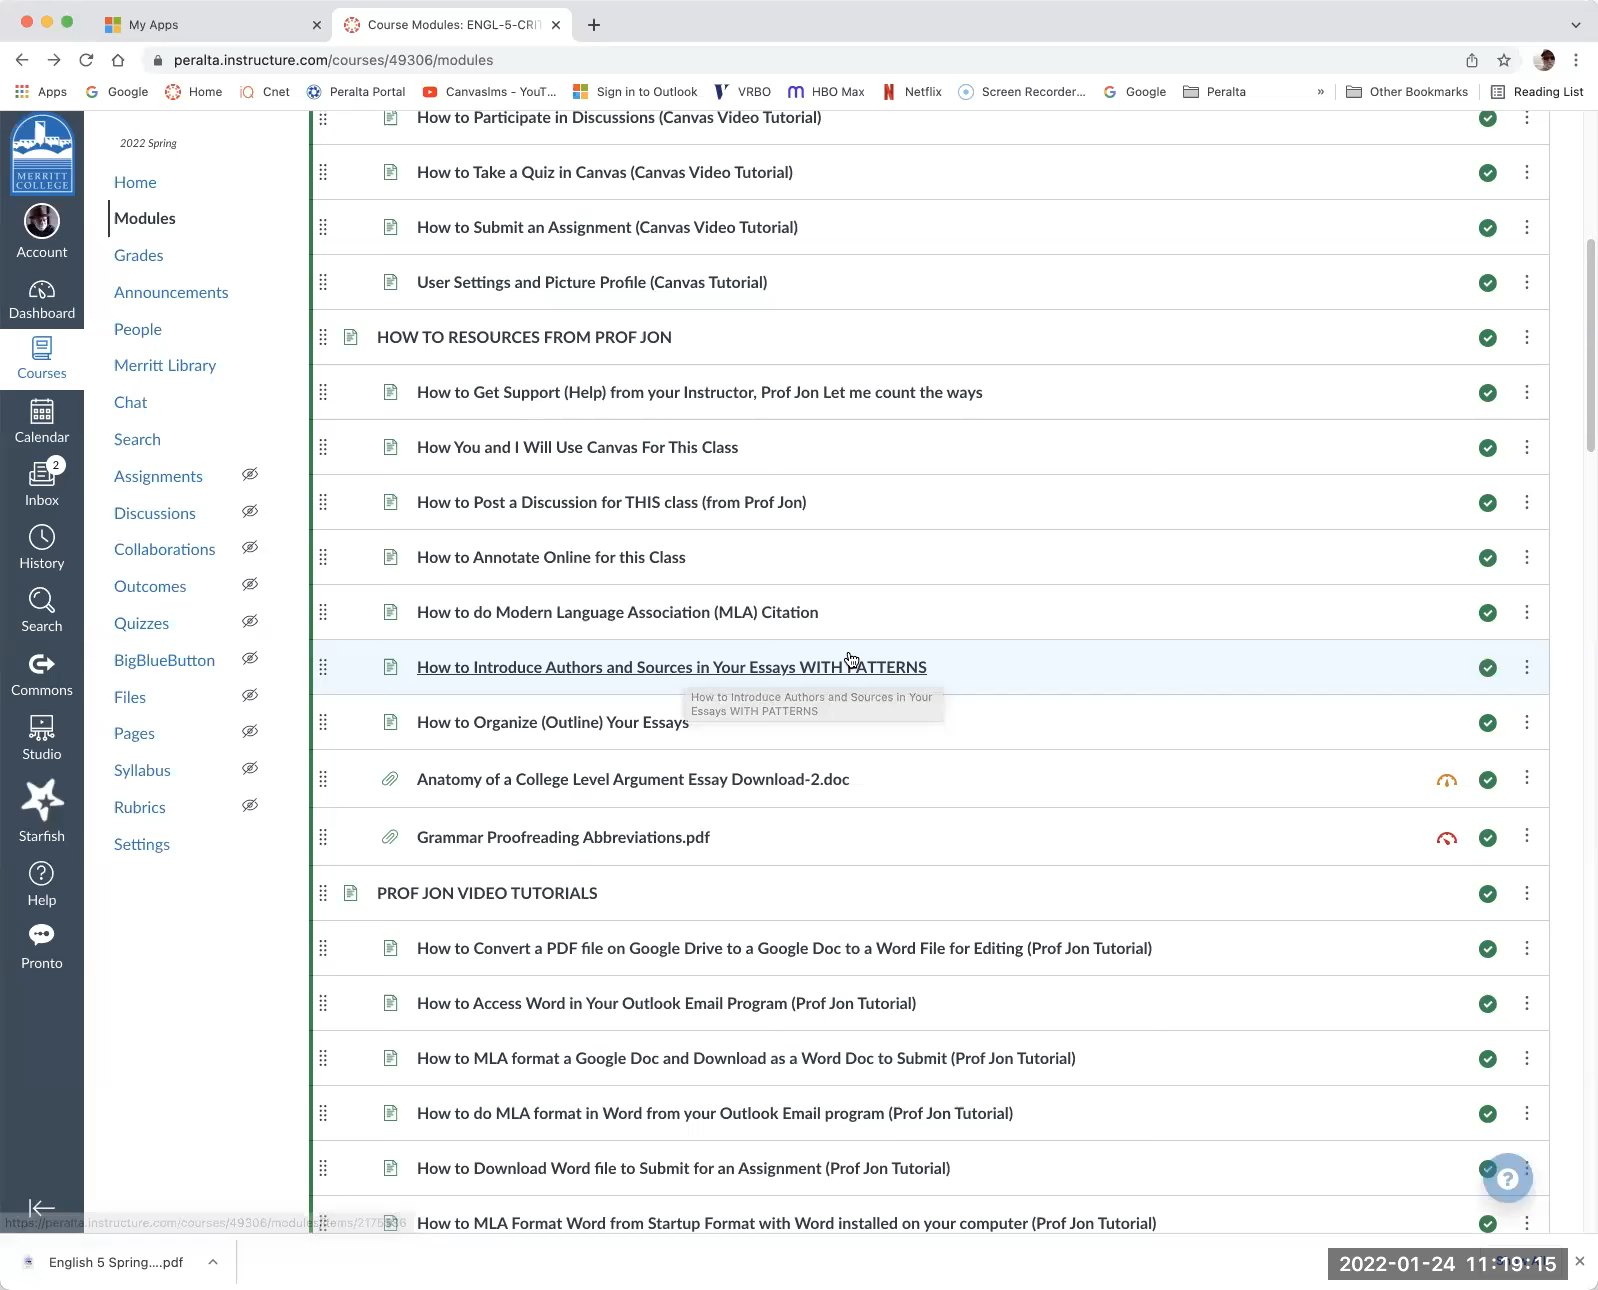 My Apps
Course Modules: ENGL-5-CRIT
peralta.instructure.com/courses/49306/modules
Apps
Google
Home
Cnet
Peralta Portal
Canvaslms - YouT...
Sign in to Outlook
VRBO
HBO Max
Netflix
Screen Recorder...
Google
Peralta
»
Other Bookmarks
Reading List
MERRITT
COLLEGE
Account
Dashboard
Courses
Calendar
2
Inbox
History
Search
Commons
Studio
Starfish
Help
Pronto
2022 Spring
Home
Modules
Grades
Announcements
People
Merritt Library
Chat
Search
Assignments
Discussions
Collaborations
Outcomes
Quizzes
BigBlueButton
Files
Pages
Syllabus
Rubrics
Settings
How to Participate in Discussions (Canvas Video Tutorial)
How to Take a Quiz in Canvas (Canvas Video Tutorial)
How to Submit an Assignment (Canvas Video Tutorial)
User Settings and Picture Profile (Canvas Tutorial)
HOW TO RESOURCES FROM PROF JON
How to Get Support (Help) from your Instructor, Prof Jon Let me count the ways
How You and I Will Use Canvas For This Class
How to Post a Discussion for THIS class (from Prof Jon)
How to Annotate Online for this Class
How to do Modern Language Association (MLA) Citation
How to Introduce Authors and Sources in Your Essays WITH PATTERNS
How to Introduce Authors and Sources in Your
Essays WITH PATTERNS
How to Organize (Outline) Your Essays
Anatomy of a College Level Argument Essay Download-2.doc
Grammar Proofreading Abbreviations.pdf
PROF JON VIDEO TUTORIALS
How to Convert a PDF file on Google Drive to a Google Doc to a Word File for Editing (Prof Jon Tutorial)
How to Access Word in Your Outlook Email Program (Prof Jon Tutorial)
How to MLA format a Google Doc and Download as a Word Doc to Submit (Prof Jon Tutorial)
How to do MLA format in Word from your Outlook Email program (Prof Jon Tutorial)
How to Download Word file to Submit for an Assignment (Prof Jon Tutorial)
How to MLA Format Word from Startup Format with Word installed on your computer (Prof Jon Tutorial)
English 5 Spring....pdf
2022-01-24 11:19:15